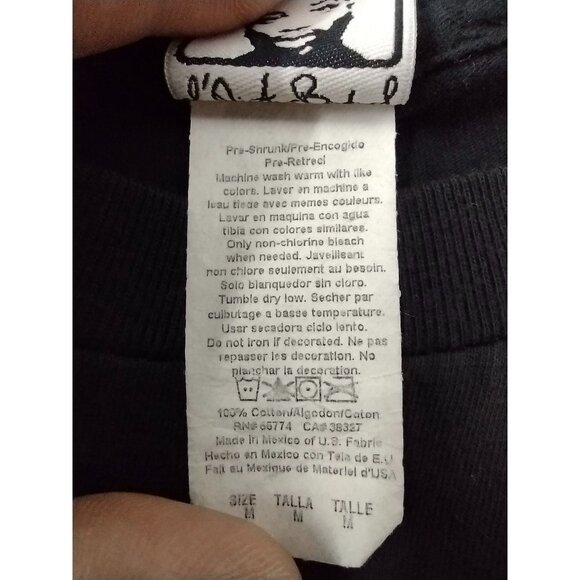 Pre-Shrunk/Pre-Encogido
Pre-Retreci
Machine wash warm with like
colors. Laver en machine a
leau tiege avec memes couleurs.
Lavar en maquina con agua
tibia con colores similares.
Only non-chlorine bleach
when needed. Javellisant
non chlore seulement au besoin.
Solo blanquedor sin cloro.
Tumble dry low. Secher par
culbutage a basse temperature.
Usar secadora ciclo lento.
Do not iron if decorated. Ne pas
repasser les decoration. No
planchar la decoration.
100% Cotton/Algodon/Coton
RN# 65774 CA# 38327
Made in Mexico of U.S. Fabric
Hecho en Mexico con Tela de E.U
Fait au Mexique de Materiel d'USA
SIZE TALLA TALLE
M M M